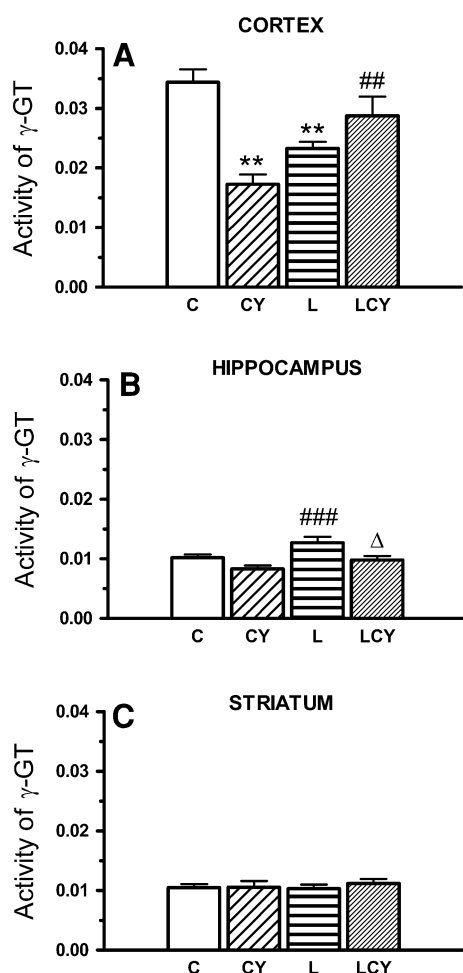 CORTEX
A
Activity of γ-GT
0.04
0.03
0.02
0.01
0.00
**
**
##
C CY L LCY
HIPPOCAMPUS
B
Activity of γ-GT
0.04
0.03
0.02
0.01
0.00
###
Δ
C CY L LCY
STRIATUM
C
Activity of γ-GT
0.04
0.03
0.02
0.01
0.00
C CY L LCY